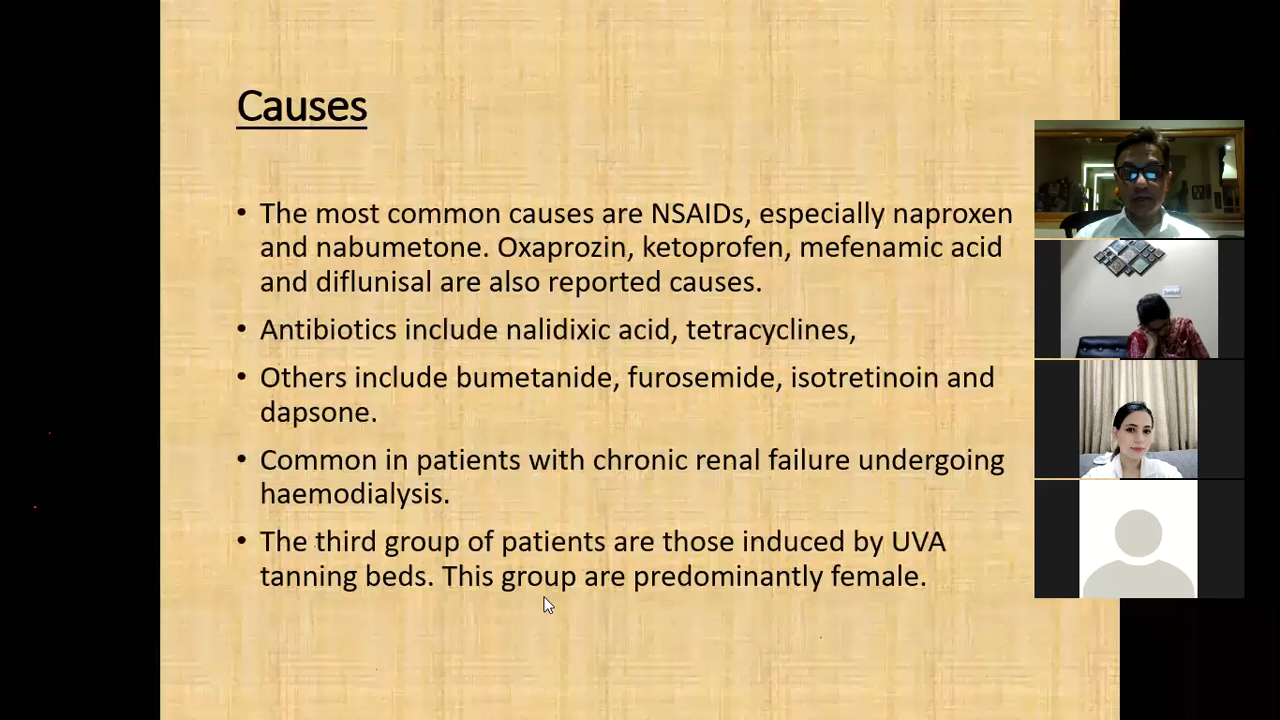 Causes
• The most common causes are NSAIDs, especially naproxen
and nabumetone. Oxaprozin, ketoprofen, mefenamic acid
and diflunisal are also reported causes.
• Antibiotics include nalidixic acid, tetracyclines,
• Others include bumetanide, furosemide, isotretinoin and
dapsone.
• Common in patients with chronic renal failure undergoing
haemodialysis.
• The third group of patients are those induced by UVA
tanning beds. This group are predominantly female.